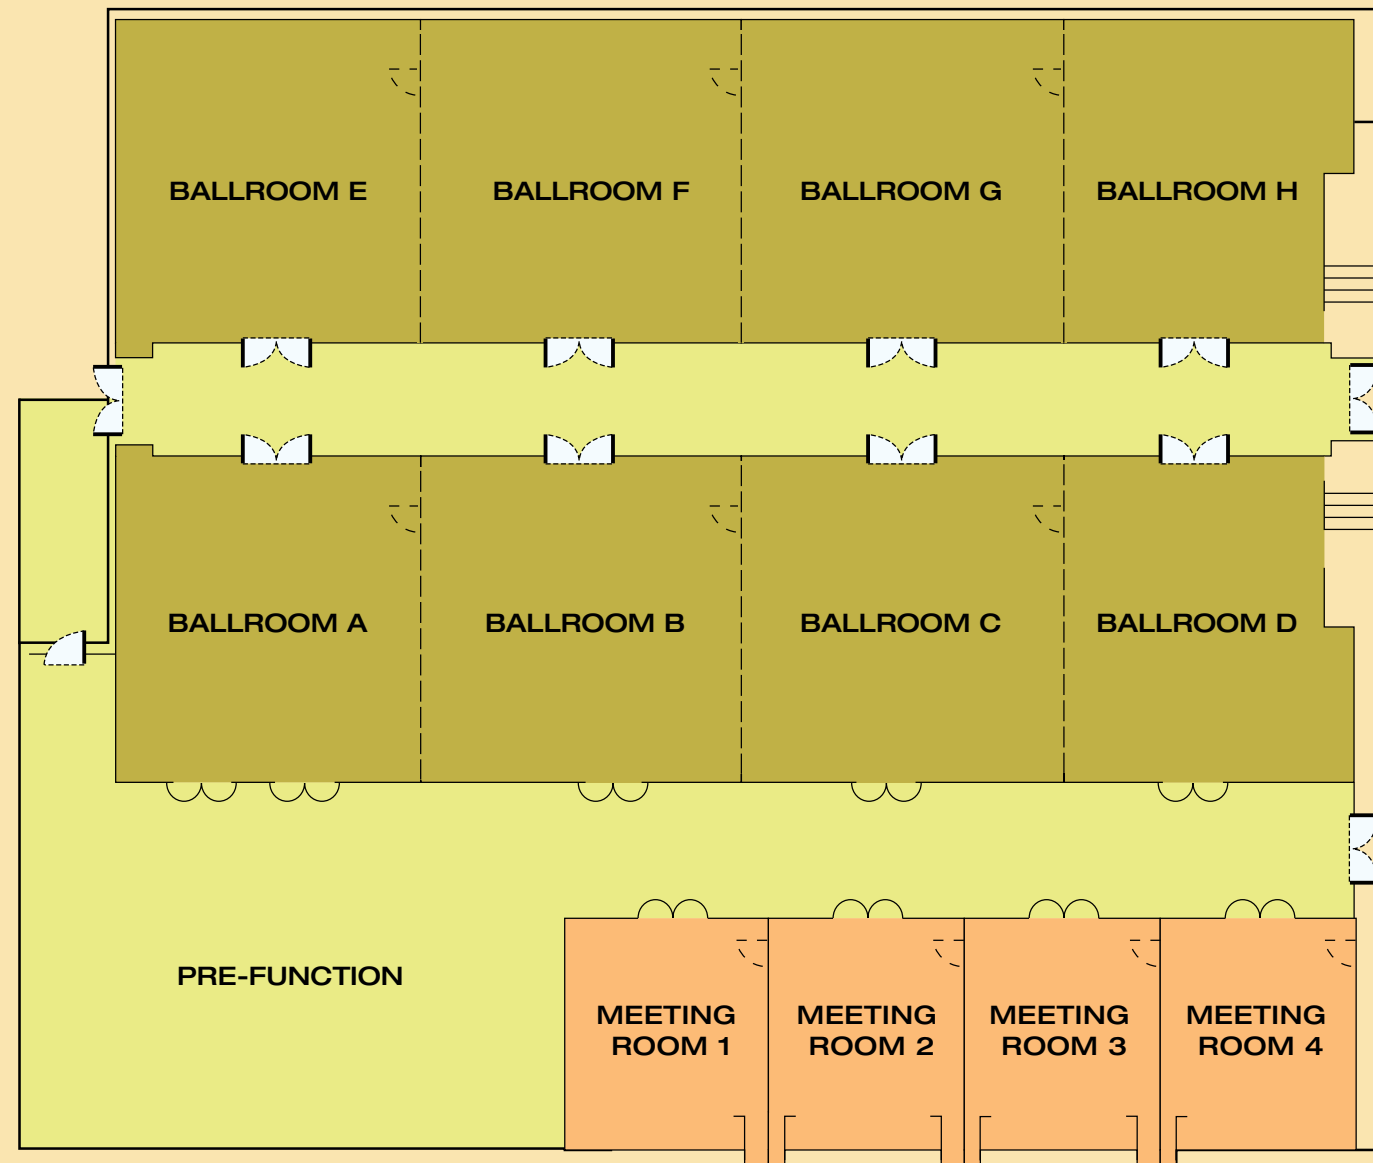 BALLROOM E
BALLROOM F
BALLROOM G
BALLROOM H
BALLROOM A
BALLROOM B
BALLROOM C
BALLROOM D
PRE-FUNCTION
MEETING
ROOM 1
MEETING
ROOM 2
MEETING
ROOM 3
MEETING
ROOM 4